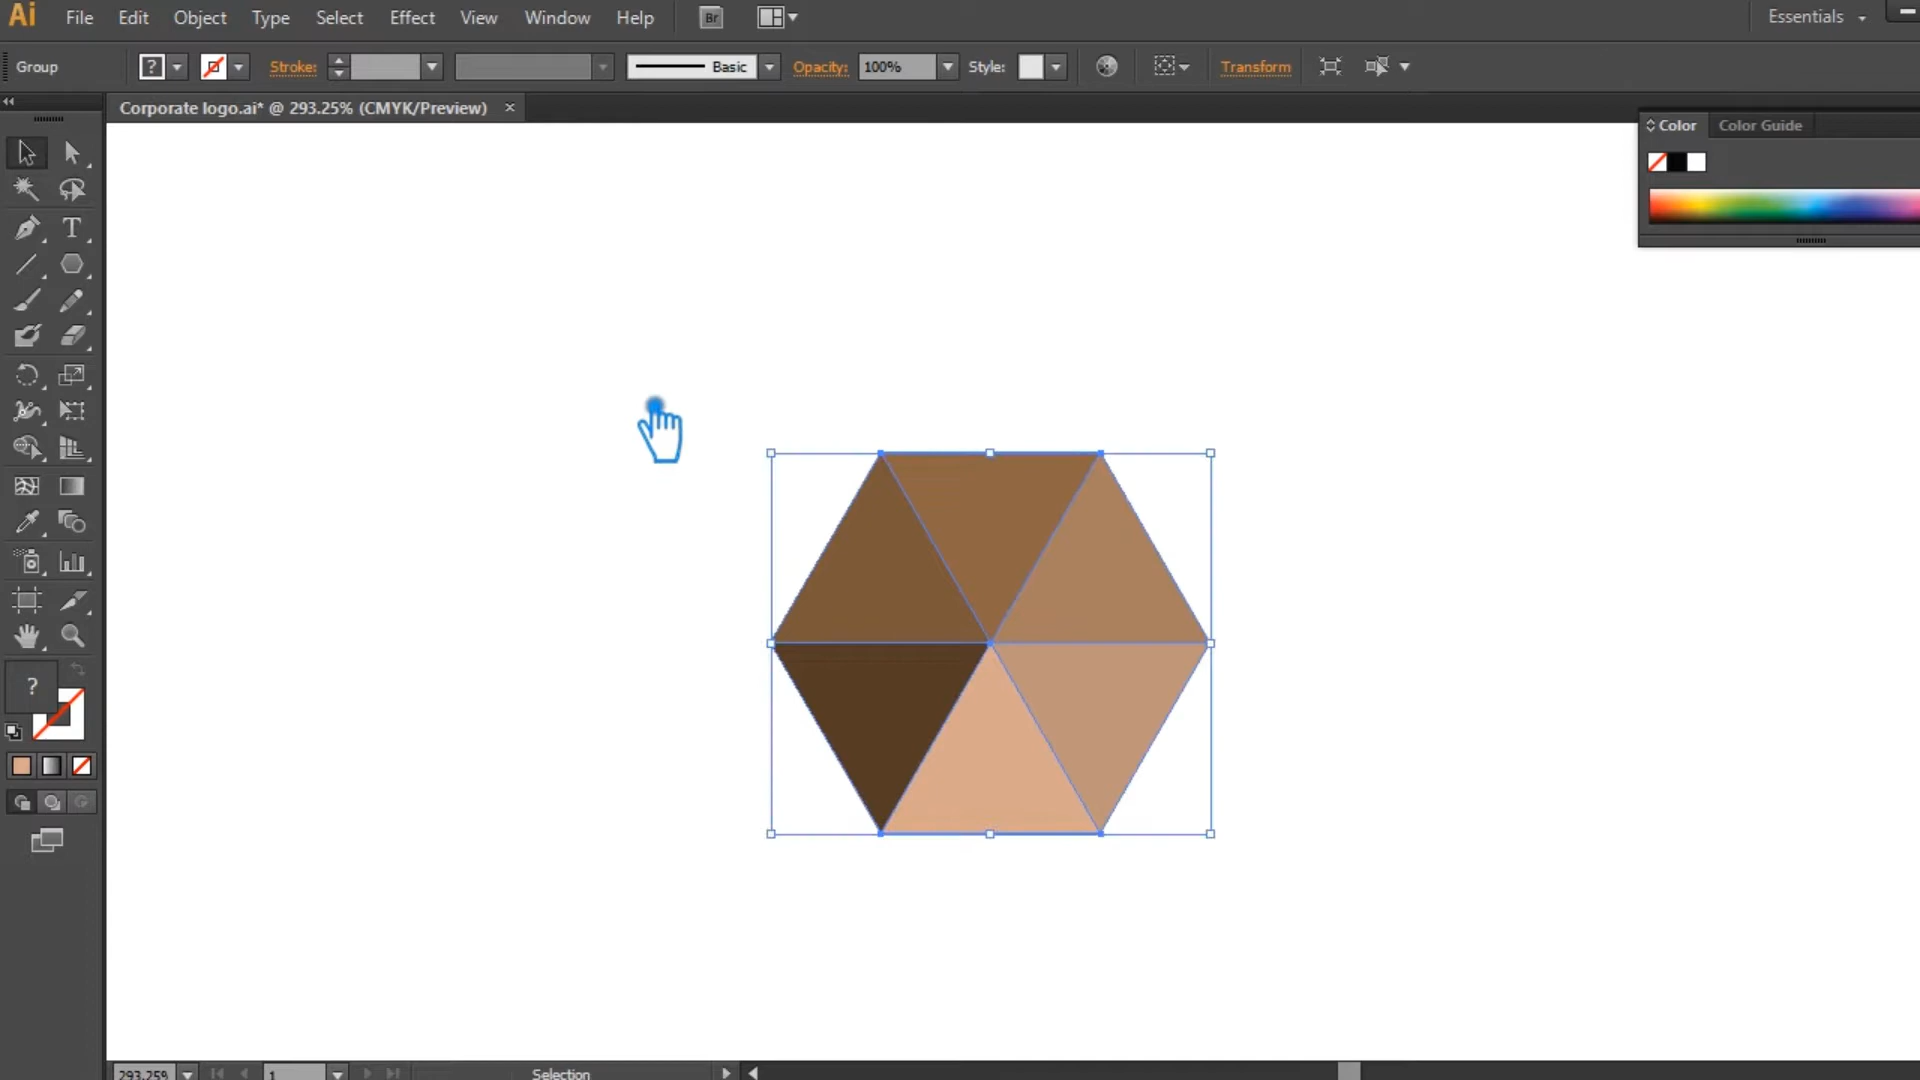 Ai File Edit Object Type Select Effect View Window Help Br Essentials
Group ? Stroke: Basic Opacity: 100% Style: Transform
Corporate logo.ai* @ 293.25% (CMYK/Preview) ×
Color Color Guide
T
?
293.25% 1 Selection